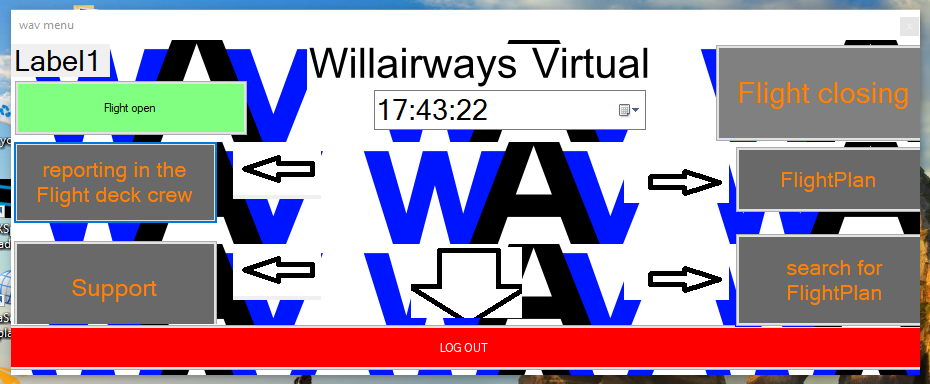 wav menu
Label1
Willairways Virtual
Flight closing
Flight open
17:43:22
reporting in the
Flight deck crew
FlightPlan
WAV
Support
search for
FlightPlan
LOG OUT